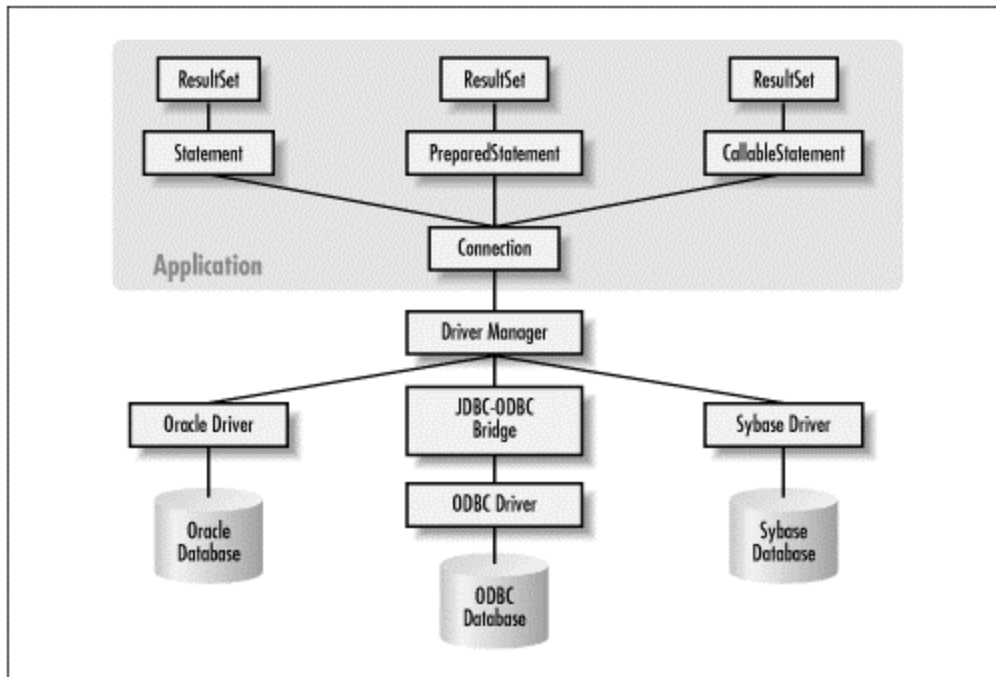 ResultSet
ResultSet
ResultSet
Statement
PreparedStatement
CallableStatement
Connection
Application
Driver Manager
Oracle Driver
JDBC-ODBC
Bridge
Sybase Driver
ODBC Driver
Oracle
Database
Sybase
Database
ODBC
Database